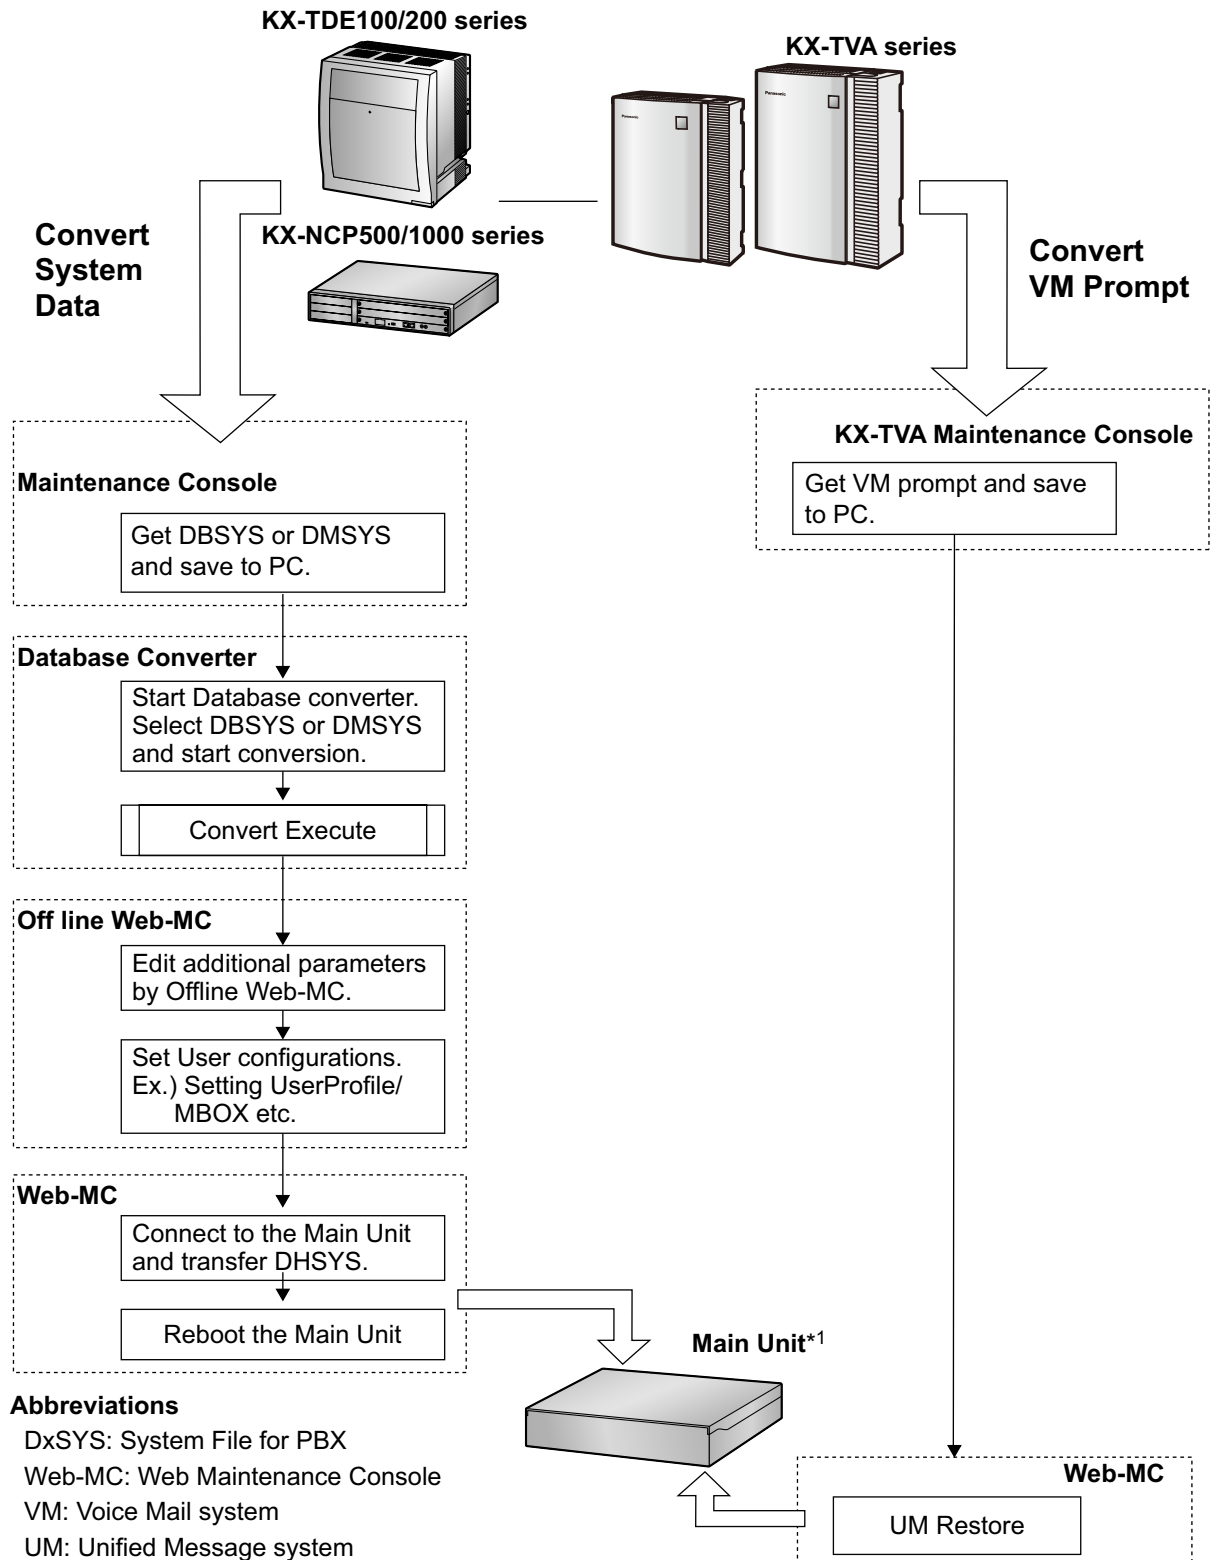 KX-TDE100/200 series
KX-TVA series
Panasonic
Panasonic
KX-NCP500/1000 series
Convert
System
Data
Convert
VM Prompt
Maintenance Console
Get DBSYS or DMSYS
and save to PC.
KX-TVA Maintenance Console
Get VM prompt and save
to PC.
Database Converter
Start Database converter.
Select DBSYS or DMSYS
and start conversion.
Convert Execute
Off line Web-MC
Edit additional parameters
by Offline Web-MC.
Set User configurations.
Ex.) Setting UserProfile/
MBOX etc.
Web-MC
Connect to the Main Unit
and transfer DHSYS.
Reboot the Main Unit
Main Unit*1
Web-MC
UM Restore
Abbreviations
DxSYS: System File for PBX
Web-MC: Web Maintenance Console
VM: Voice Mail system
UM: Unified Message system